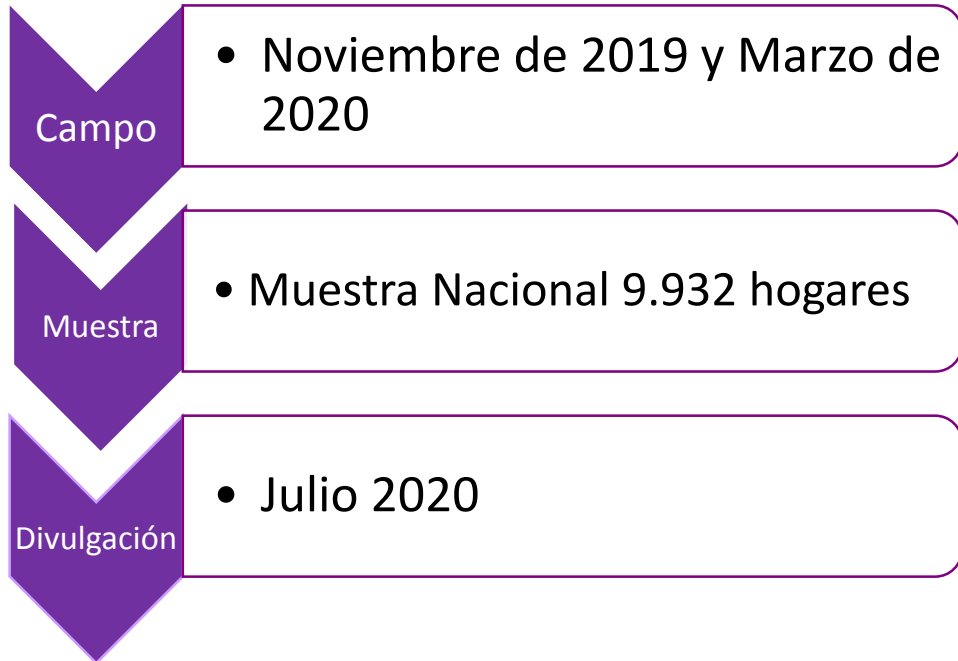 Campo
• Noviembre de 2019 y Marzo de
2020
Muestra
• Muestra Nacional 9.932 hogares
Divulgación
• Julio 2020